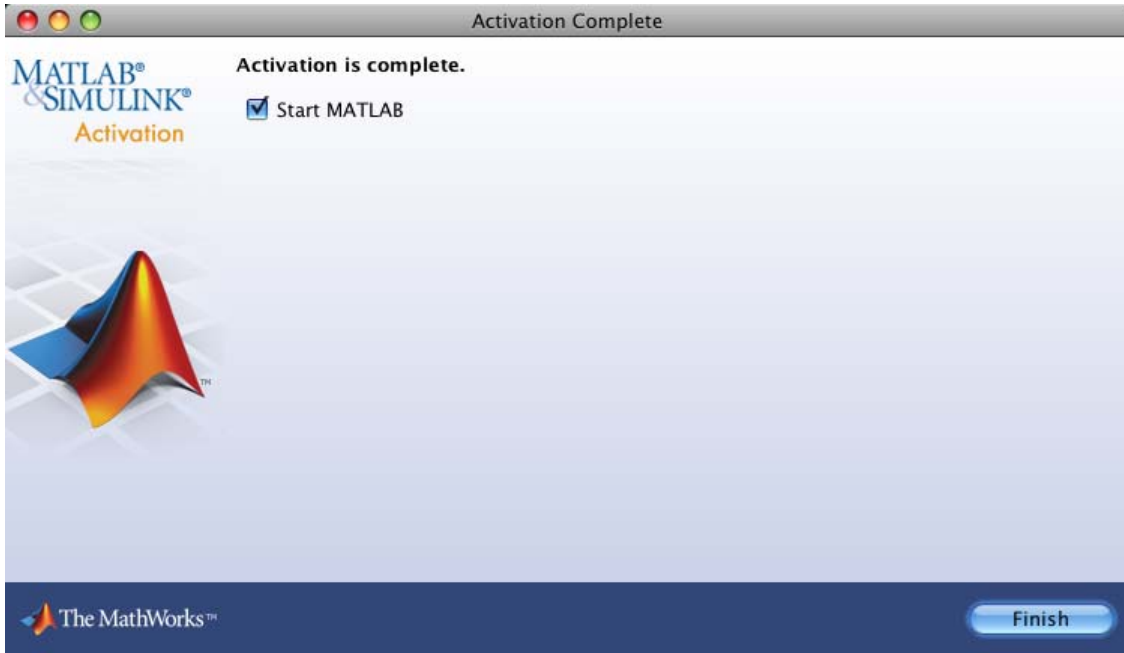 Activation Complete
MATLAB®
&SIMULINK®
Activation
Activation is complete.
Start MATLAB
TM
The MathWorks™
Finish